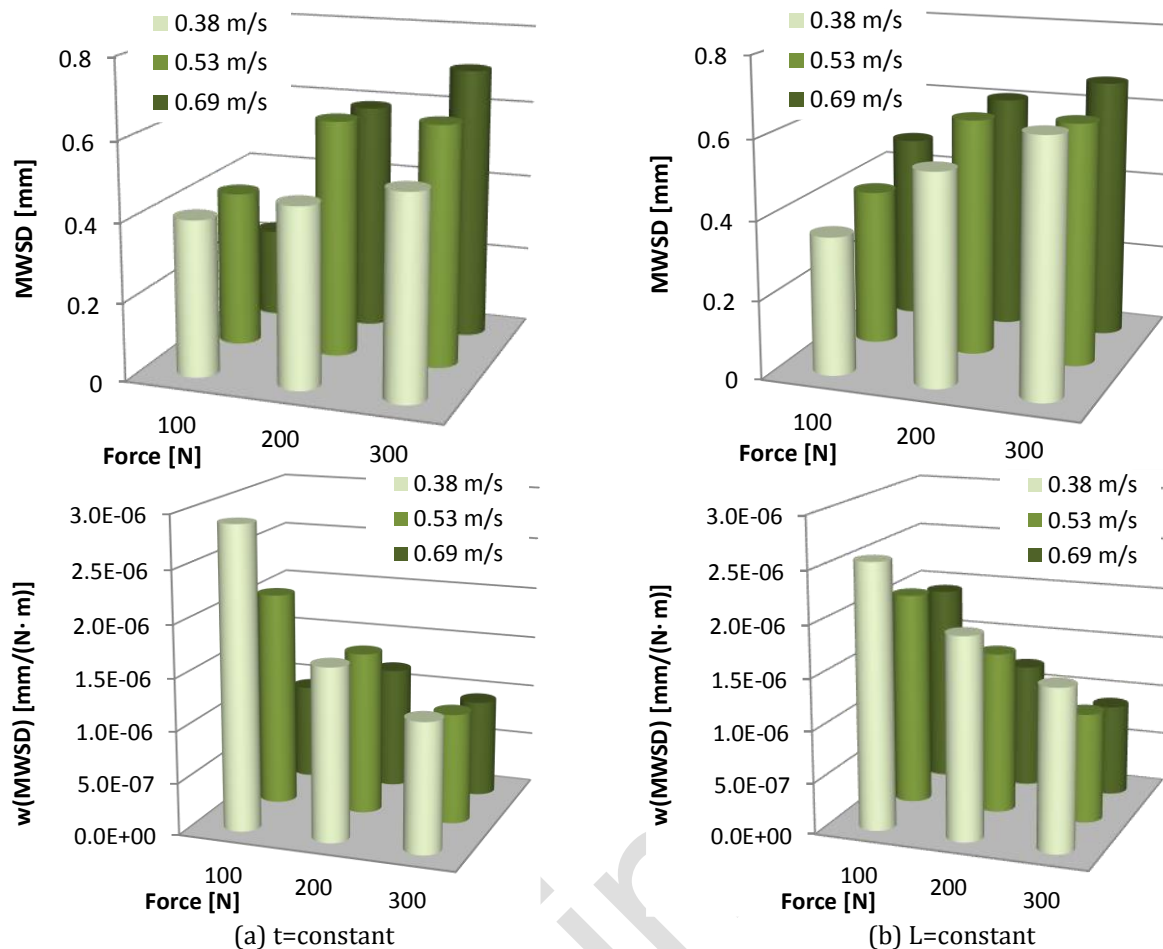 0.38 m/s
0.53 m/s
0.69 m/s
0.8
0.6
0.4
0.2
0
MWSD [mm]
100
200
300
Force [N]
0.38 m/s
0.53 m/s
0.69 m/s
0.8
0.6
0.4
0.2
0
MWSD [mm]
100
200
300
Force [N]
0.38 m/s
0.53 m/s
0.69 m/s
3.0E-06
2.5E-06
2.0E-06
1.5E-06
1.0E-06
5.0E-07
0.0E+00
w(MWSD) [mm/(N· m)]
100
200
300
Force [N]
(a) t=constant
0.38 m/s
0.53 m/s
0.69 m/s
3.0E-06
2.5E-06
2.0E-06
1.5E-06
1.0E-06
5.0E-07
0.0E+00
w(MWSD) [mm/(N· m)]
100
200
300
Force [N]
(b) L=constant